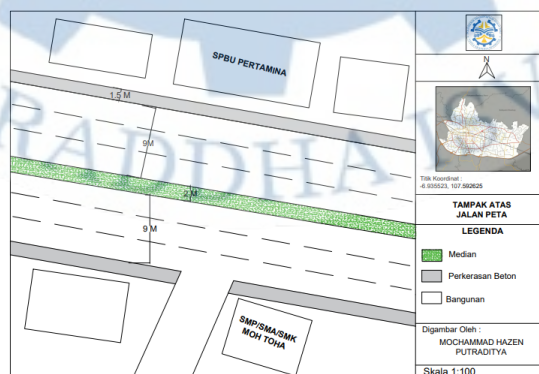 SPBU PERTAMINA
1.5 M
9M
2 M
9 M
SMP/SMA/SMK
MOH TOHA
N
Titik Koordinat :
-6.935523, 107.592625
TAMPAK ATAS
JALAN PETA
LEGENDA
Median
Perkerasan Beton
Bangunan
Digambar Oleh :
MOCHAMMAD HAZEN
PUTRADITYA
Skala 1:100